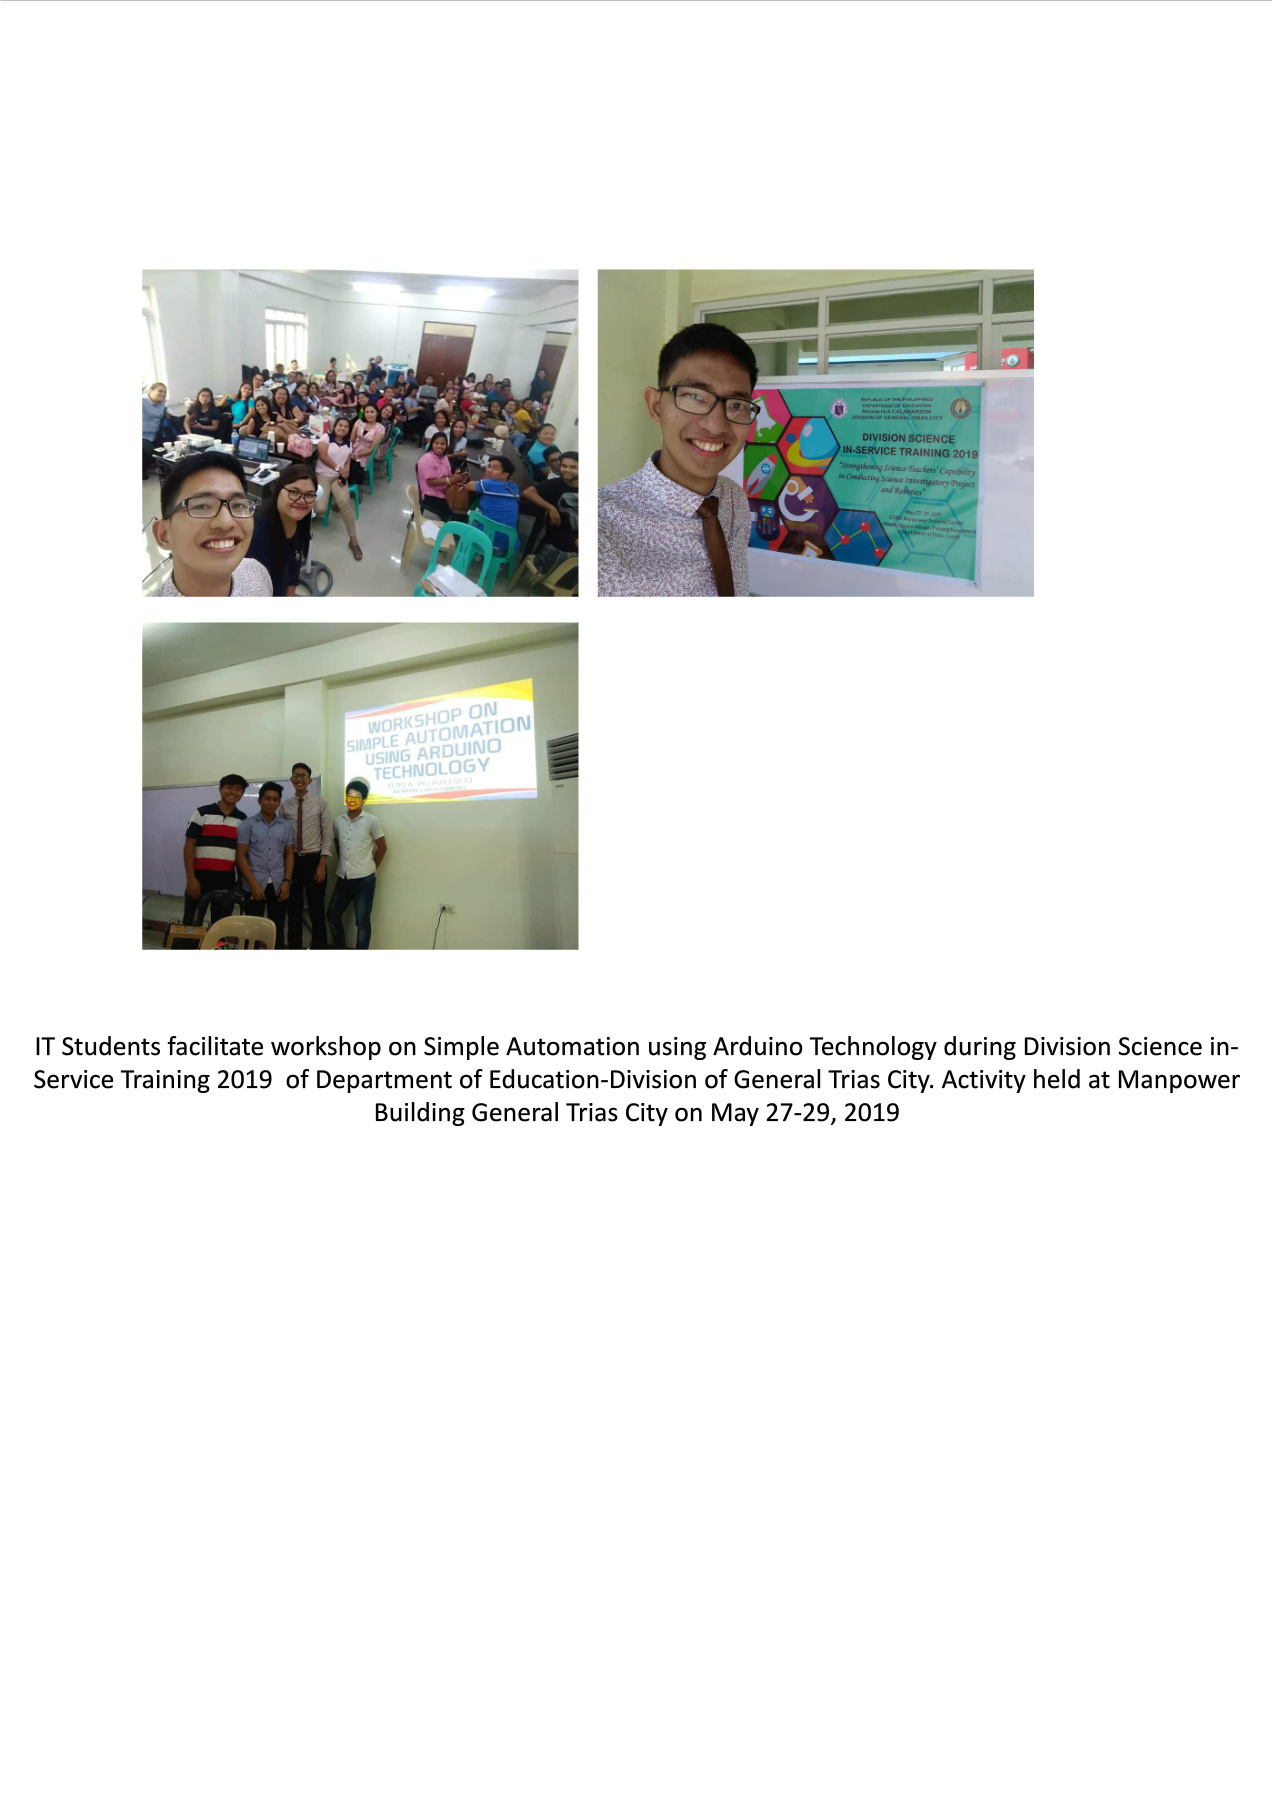 REPUBLIC OF THE PHILIPPINES
DEPARTMENT OF EDUCATION
REGION IV-A CALABARZON
DIVISION OF GENERAL TRIAS CITY
DIVISION SCIENCE
IN-SERVICE TRAINING 2019
"Strengthening Science Teachers' Capability
in Conducting Science Investigatory Project
and Robotics"
May 27-29, 2019
Manpower Training Center
WORKSHOP ON
SIMPLE AUTOMATION
USING ARDUINO
TECHNOLOGY
IT Students facilitate workshop on Simple Automation using Arduino Technology during Division Science in-
Service Training 2019  of Department of Education-Division of General Trias City. Activity held at Manpower
Building General Trias City on May 27-29, 2019